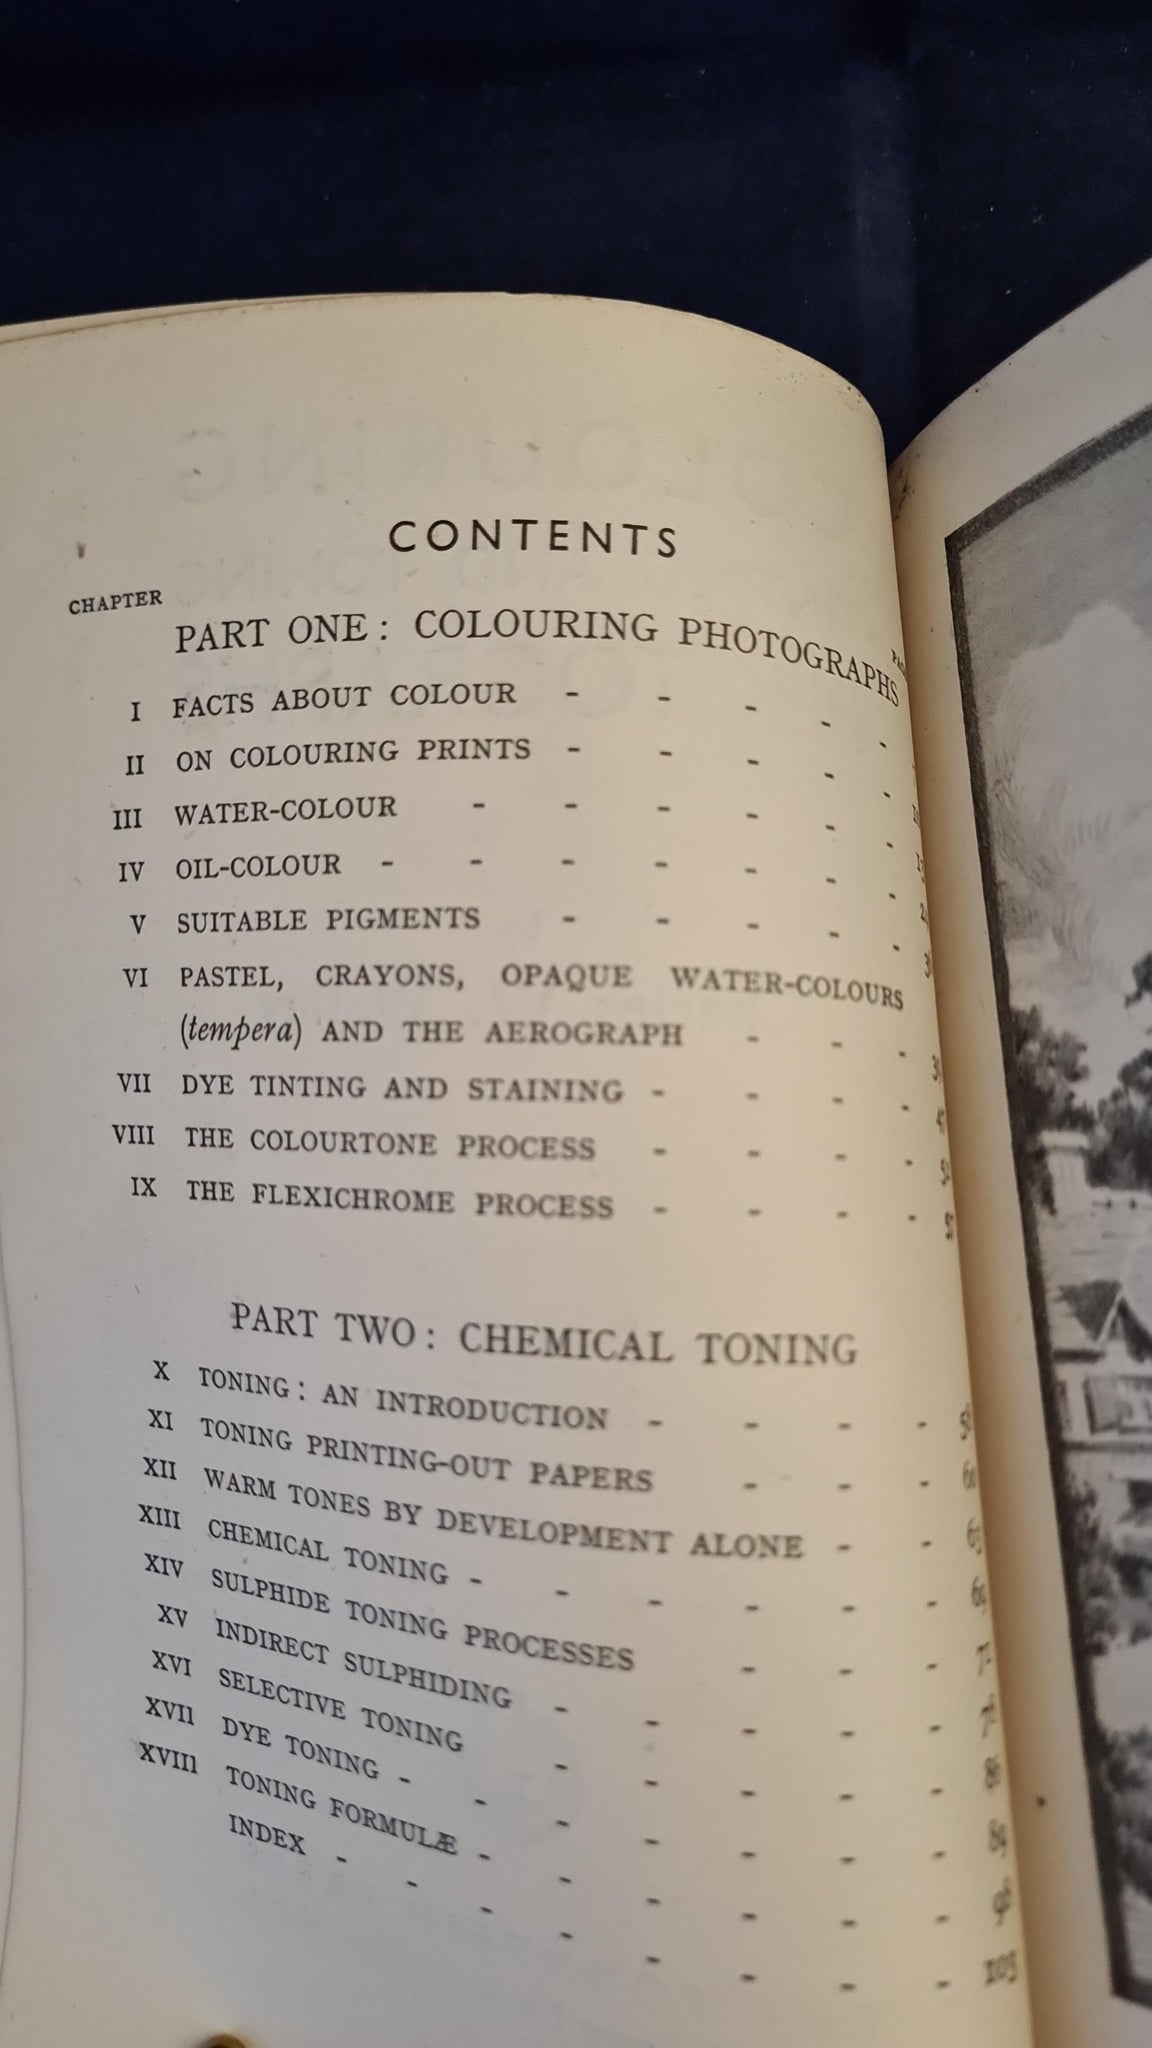 CONTENTS
CHAPTER
PART ONE: COLOURING PHOTOGRAPHS
I FACTS ABOUT COLOUR - - - - -
II ON COLOURING PRINTS - - - - -
III WATER-COLOUR - - - - - -
IV OIL-COLOUR - - - - - - -
V SUITABLE PIGMENTS - - - - -
VI PASTEL, CRAYONS, OPAQUE WATER-COLOURS
(tempera) AND THE AEROGRAPH - - -
VII DYE TINTING AND STAINING - - - -
VIII THE COLOURTONE PROCESS - - - -
IX THE FLEXICHROME PROCESS - - - -
PART TWO: CHEMICAL TONING
X TONING: AN INTRODUCTION - - - -
XI TONING PRINTING-OUT PAPERS - - -
XII WARM TONES BY DEVELOPMENT ALONE - -
XIII CHEMICAL TONING - - - - - - 69
XIV SULPHIDE TONING PROCESSES - - -
XV INDIRECT SULPHIDING - - - - -
XVI SELECTIVE TONING - - - - -
XVII DYE TONING - - - - - - - 89
XVIII TONING FORMULÆ - - - - - -
INDEX - - - - - - - - 103